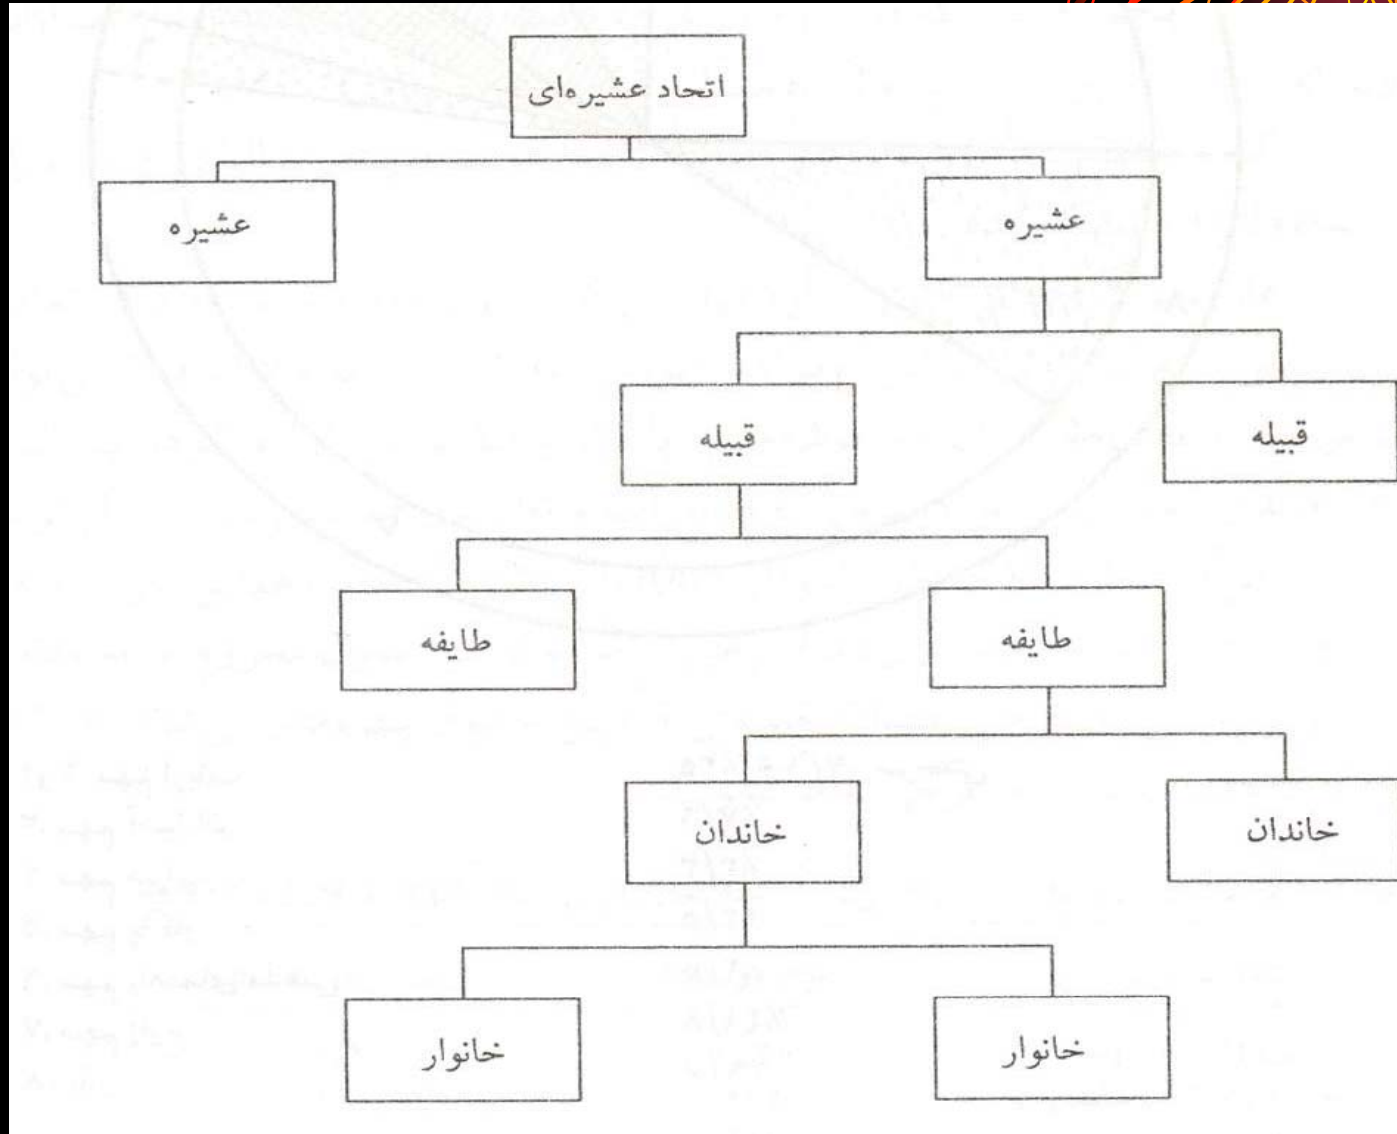 اتحاد عشیره‌ای
عشیره
عشیره
قبیله
قبیله
طایفه
طایفه
خاندان
خاندان
خانوار
خانوار